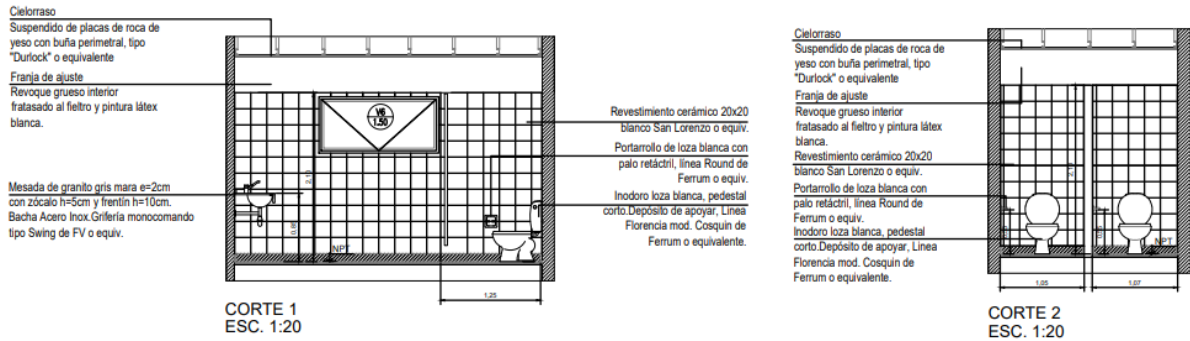 Cielorraso
Suspendido de placas de roca de
yeso con buña perimetral, tipo
"Durlock" o equivalente
Franja de ajuste
Revoque grueso interior
fratasado al fieltro y pintura látex
blanca.
Mesada de granito gris mara e=2cm
con zócalo h=5cm y frentín h=10cm.
Bacha Acero Inox.Grifería monocomando
tipo Swing de FV o equiv.
V6
1.50
2,10
0,85
NPT
1,25
Revestimiento cerámico 20x20
blanco San Lorenzo o equiv.
Portarrollo de loza blanca con
palo retáctril, línea Round de
Ferrum o equiv.
Inodoro loza blanca, pedestal
corto.Depósito de apoyar, Linea
Florencia mod. Cosquin de
Ferrum o equivalente.
CORTE 1
ESC. 1:20
Cielorraso
Suspendido de placas de roca de
yeso con buña perimetral, tipo
"Durlock" o equivalente
Franja de ajuste
Revoque grueso interior
fratasado al fieltro y pintura látex
blanca.
Revestimiento cerámico 20x20
blanco San Lorenzo o equiv.
Portarrollo de loza blanca con
palo retáctril, línea Round de
Ferrum o equiv.
Inodoro loza blanca, pedestal
corto.Depósito de apoyar, Linea
Florencia mod. Cosquin de
Ferrum o equivalente.
2,10
NPT
1,05
1,07
CORTE 2
ESC. 1:20